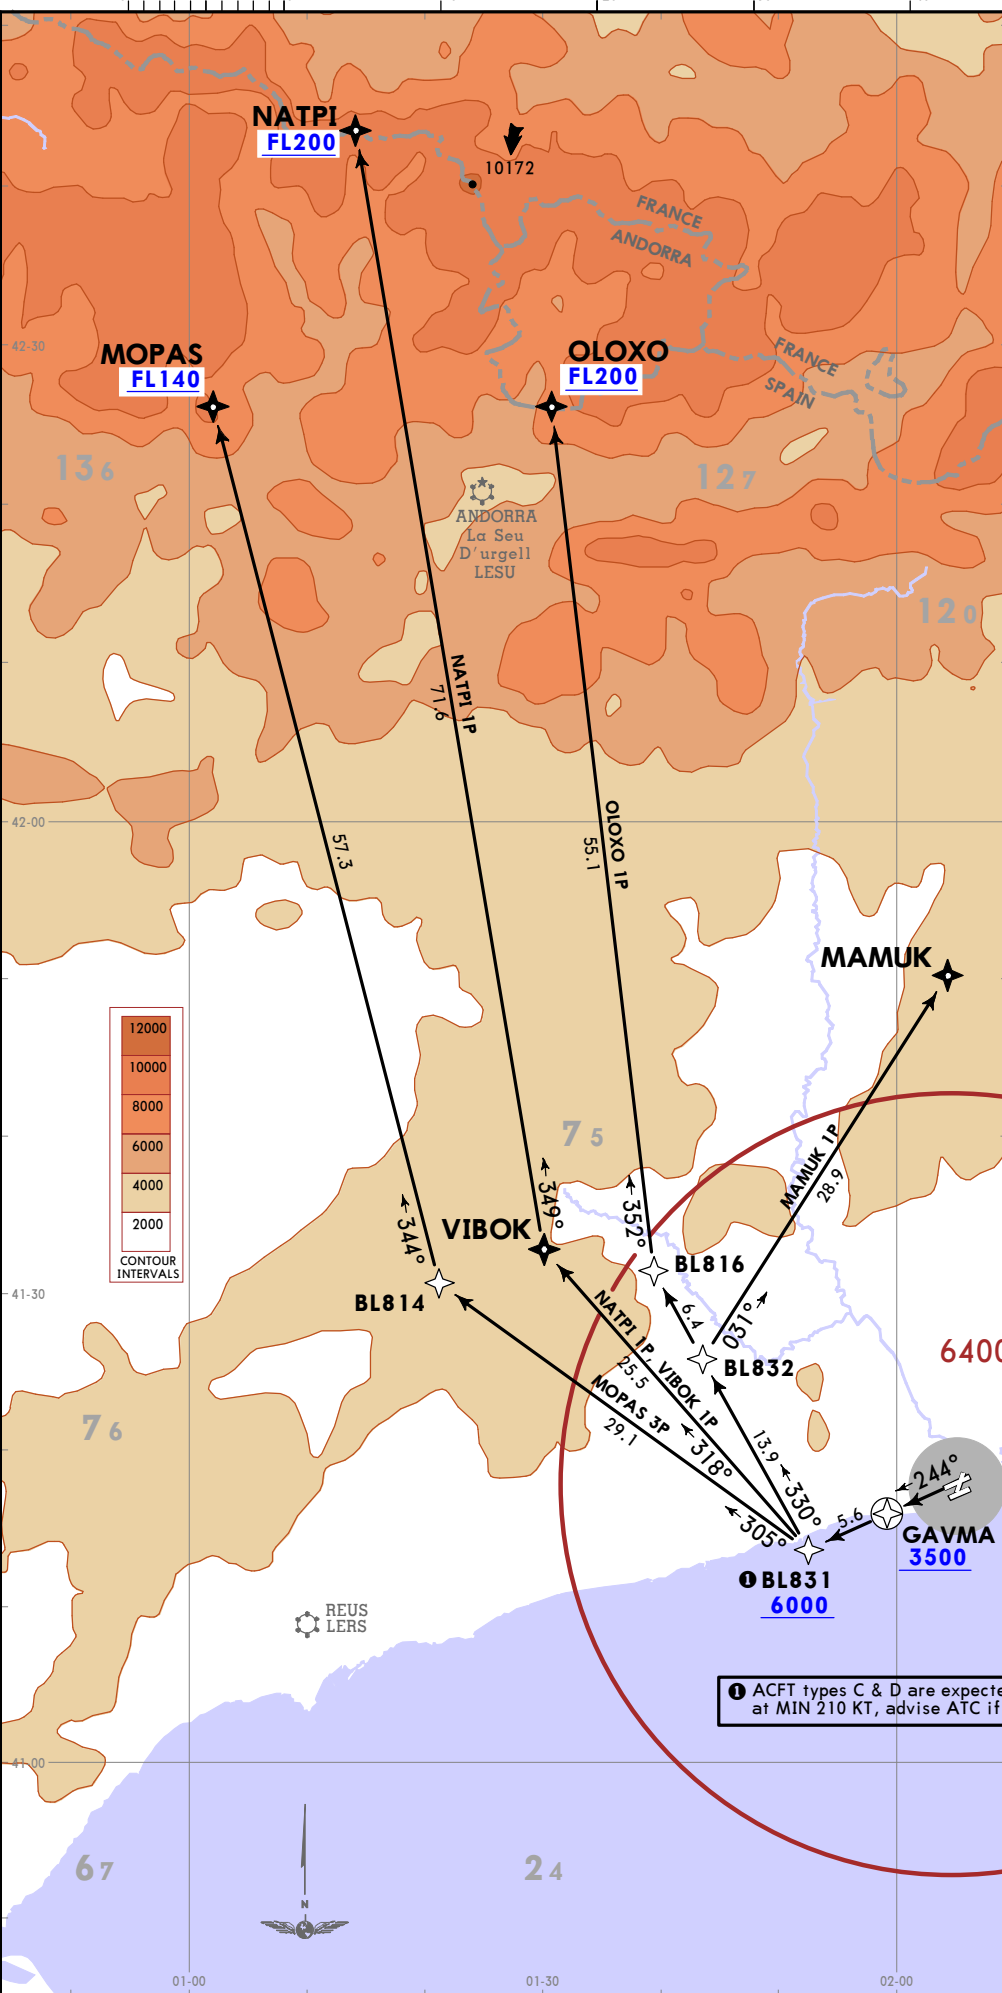 NATPI
FL200
10172
FRANCE
ANDORRA
42-30
MOPAS
FL140
OLOXO
FL200
FRANCE
SPAIN
136
127
ANDORRA
La Seu
D'urgell
LESU
120
NATPI 1P
71.6
42-00
57.3
OLOXO 1P
55.1
MAMUK
12000
10000
8000
6000
4000
2000
CONTOUR
INTERVALS
75
MAMUK 1P
28.9
344°
349°
352°
VIBOK
BL816
BL814
41-30
6.4
031°
NATPI 1P, VIBOK 1P
25.5
BL832
6400
MOPAS 3P
29.1
76
318°
13.9
330°
305°
244°
5.6
GAVMA
3500
❶ BL831
6000
REUS
LERS
❶ ACFT types C & D are expecte
at MIN 210 KT, advise ATC if
41-00
67
24
N
01-00
01-30
02-00